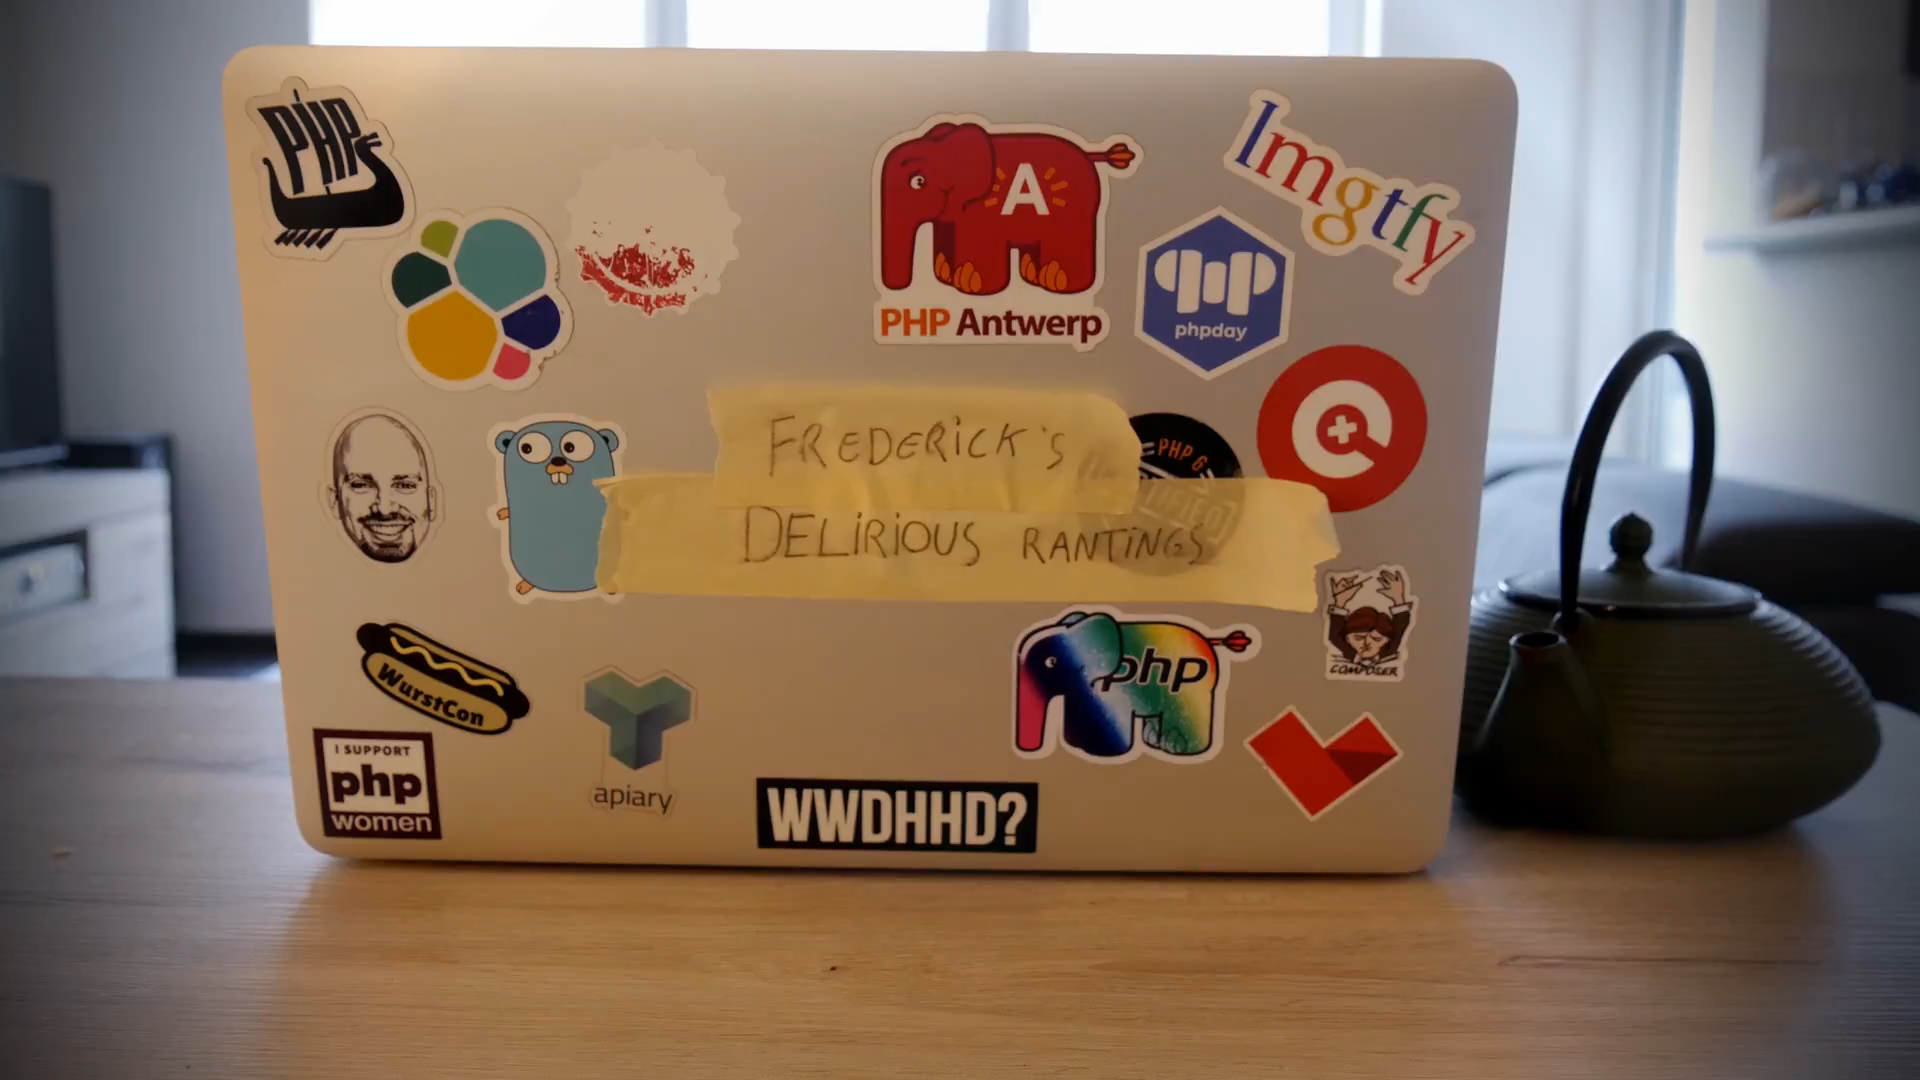 PHP
lmgtfy
A
PHP Antwerp
phpday
FREDERICK'S
PHP 6
DELIRIOUS RANTINGS
php
COMPOSER
WurstCon
I SUPPORT
php
women
apiary
WWDHHD?